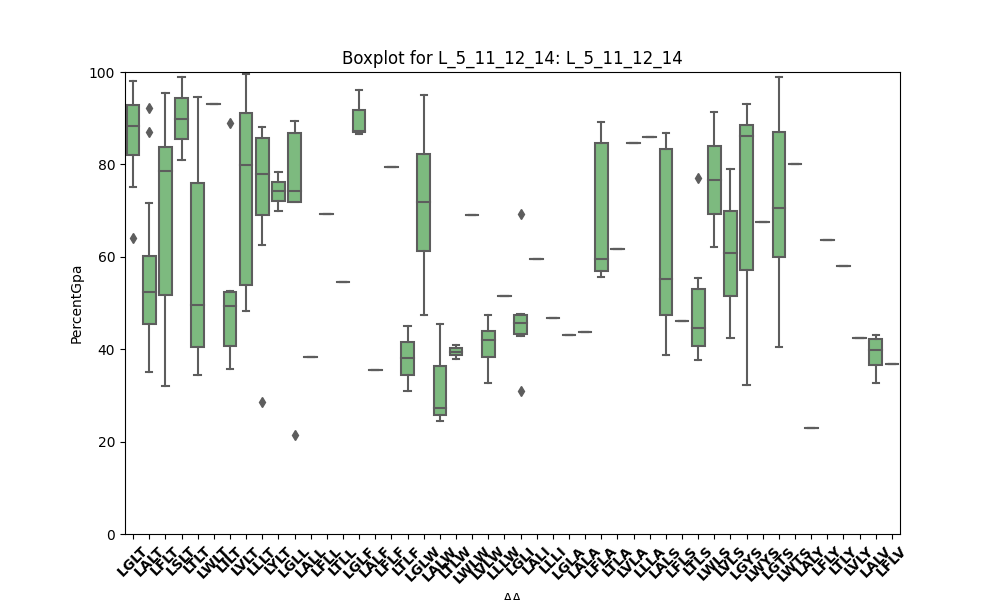 Boxplot for L_5_11_12_14: L_5_11_12_14
PercentGpa
100
80
60
40
20
0
LGLT
LALT
LFLT
LSLT
LTLT
LWLT
LILT
LVLT
LLLT
LYLT
LGLL
LALL
LFLL
LTLL
LGLF
LALF
LFLF
LTLF
LGLW
LALW
LTLW
LWLW
LVLW
LLLW
LGLI
LALI
LLLI
LGLA
LALA
LFLA
LTLA
LVLA
LLLA
LALS
LFLS
LTLS
LWLS
LVLS
LGYS
LWYS
LGTS
LWTS
LALY
LFLY
LTLY
LVLY
LALV
LFLV
AA